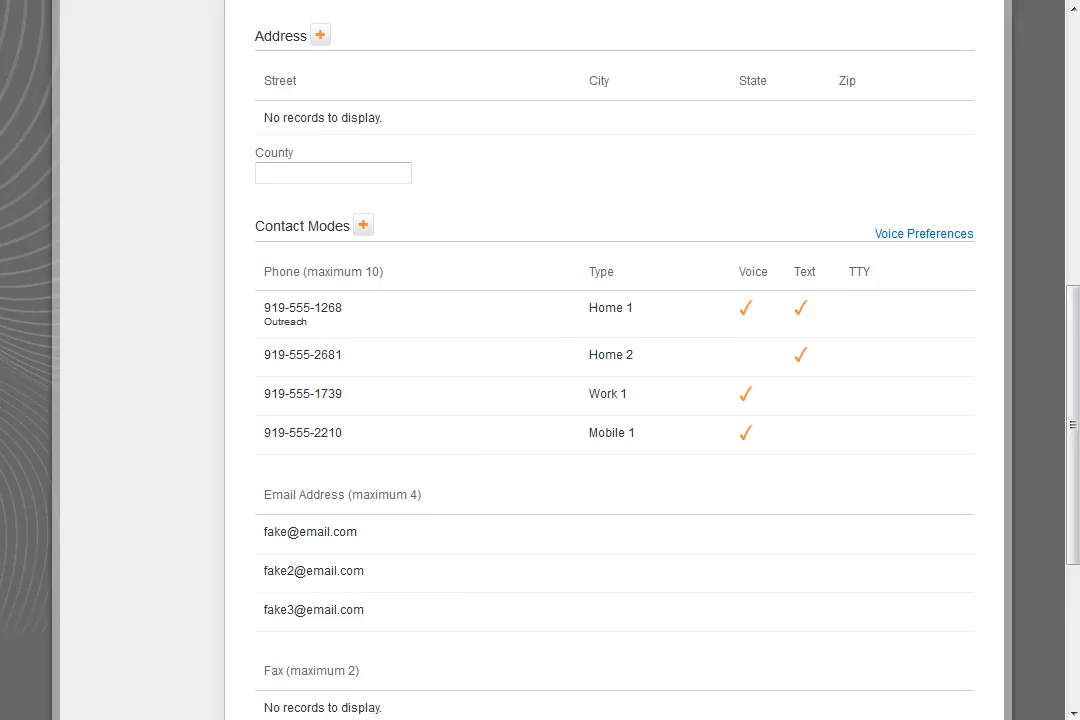 Address
Street City State Zip
No records to display.
County
Contact Modes
Voice Preferences
Phone (maximum 10) Type Voice Text TTY
919-555-1268 Home 1
Outreach
919-555-2681 Home 2
919-555-1739 Work 1
919-555-2210 Mobile 1
Email Address (maximum 4)
fake@email.com
fake2@email.com
fake3@email.com
Fax (maximum 2)
No records to display.